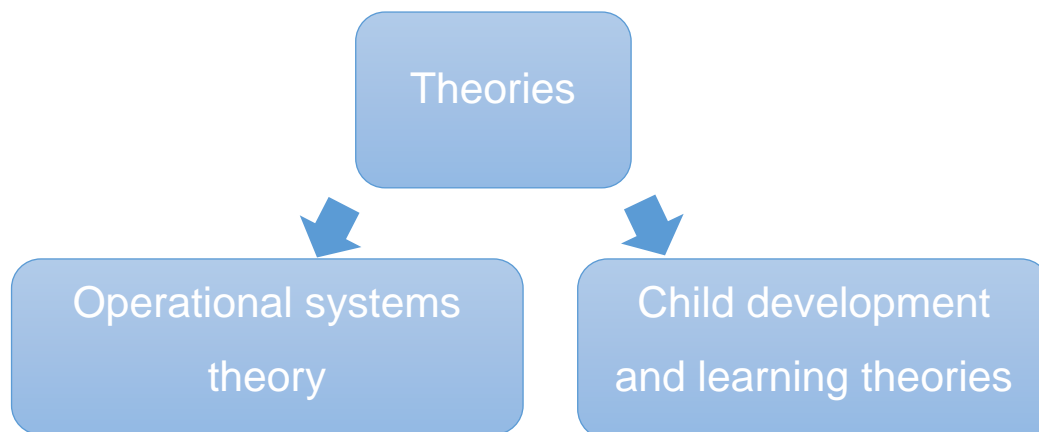 Theories
Operational systems
theory
Child development
and learning theories